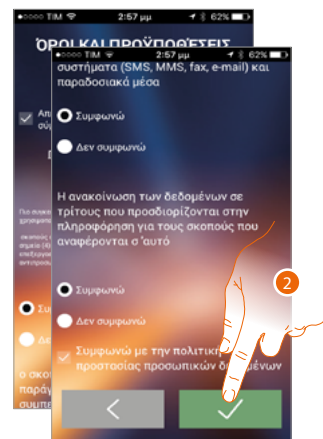 TIM 2:57 μμ 62%
ΌΡΟΙ ΚΑΙ ΠΡΟΫΠΟΘΈΣΕΙΣ
TIM 2:57 μμ 62%
συστήματα (SMS, MMS, fax, e-mail) και
παραδοσιακά μέσα
Συμφωνώ
Δεν συμφωνώ
Η ανακοίνωση των δεδομένων σε
τρίτους που προσδιορίζονται στην
πληροφόρηση για τους σκοπούς που
αναφέρονται σ΄αυτό
2
Συμφωνώ
Δεν συμφωνώ
Συμφωνώ με την πολιτική
προστασίας προσωπικών δεδομένων